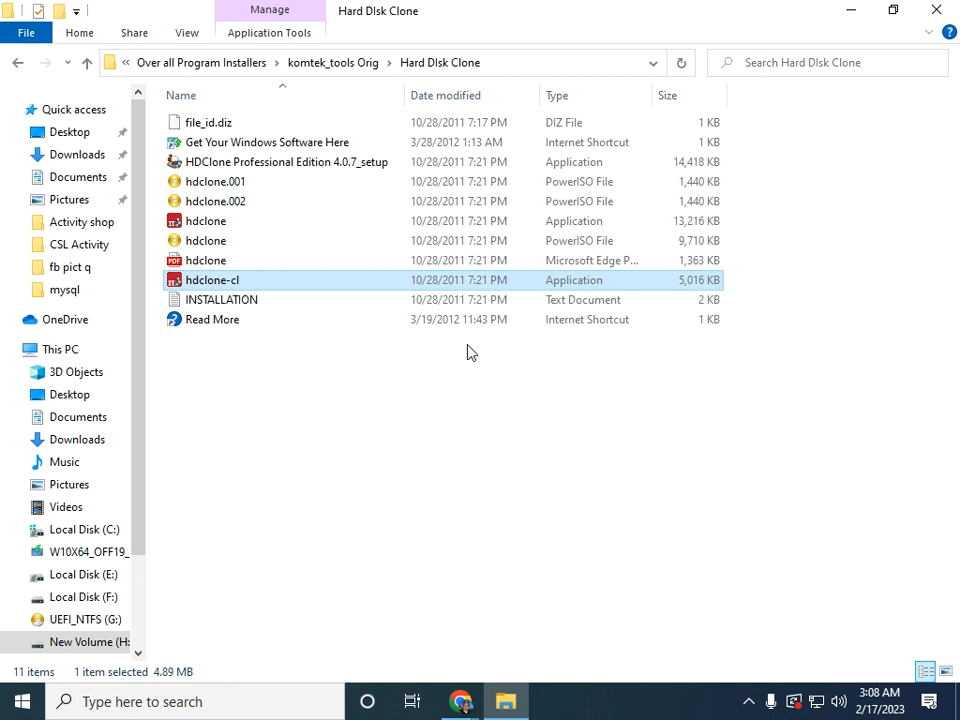 Manage
Hard DIsk Clone
File
Home
Share
View
Application Tools
Over all Program Installers
komtek_tools Orig
Hard DIsk Clone
Search Hard DIsk Clone
Name
Date modified
Type
Size
file_id.diz 10/28/2011 7:17 PM DIZ File 1 KB
Get Your Windows Software Here 3/28/2012 1:13 AM Internet Shortcut 1 KB
HDClone Professional Edition 4.0.7_setup 10/28/2011 7:21 PM Application 14,418 KB
hdclone.001 10/28/2011 7:21 PM PowerISO File 1,440 KB
hdclone.002 10/28/2011 7:21 PM PowerISO File 1,440 KB
hdclone 10/28/2011 7:21 PM Application 13,216 KB
hdclone 10/28/2011 7:21 PM PowerISO File 9,710 KB
hdclone 10/28/2011 7:21 PM Microsoft Edge P... 1,363 KB
hdclone-cl 10/28/2011 7:21 PM Application 5,016 KB
INSTALLATION 10/28/2011 7:21 PM Text Document 2 KB
Read More 3/19/2012 11:43 PM Internet Shortcut 1 KB
Quick access
Desktop
Downloads
Documents
Pictures
Activity shop
CSL Activity
fb pict q
mysql
OneDrive
This PC
3D Objects
Desktop
Documents
Downloads
Music
Pictures
Videos
Local Disk (C:)
W10X64_OFF19_
Local Disk (E:)
Local Disk (F:)
UEFI_NTFS (G:)
New Volume (H:
11 items
1 item selected 4.89 MB
Type here to search
3:08 AM
2/17/2023